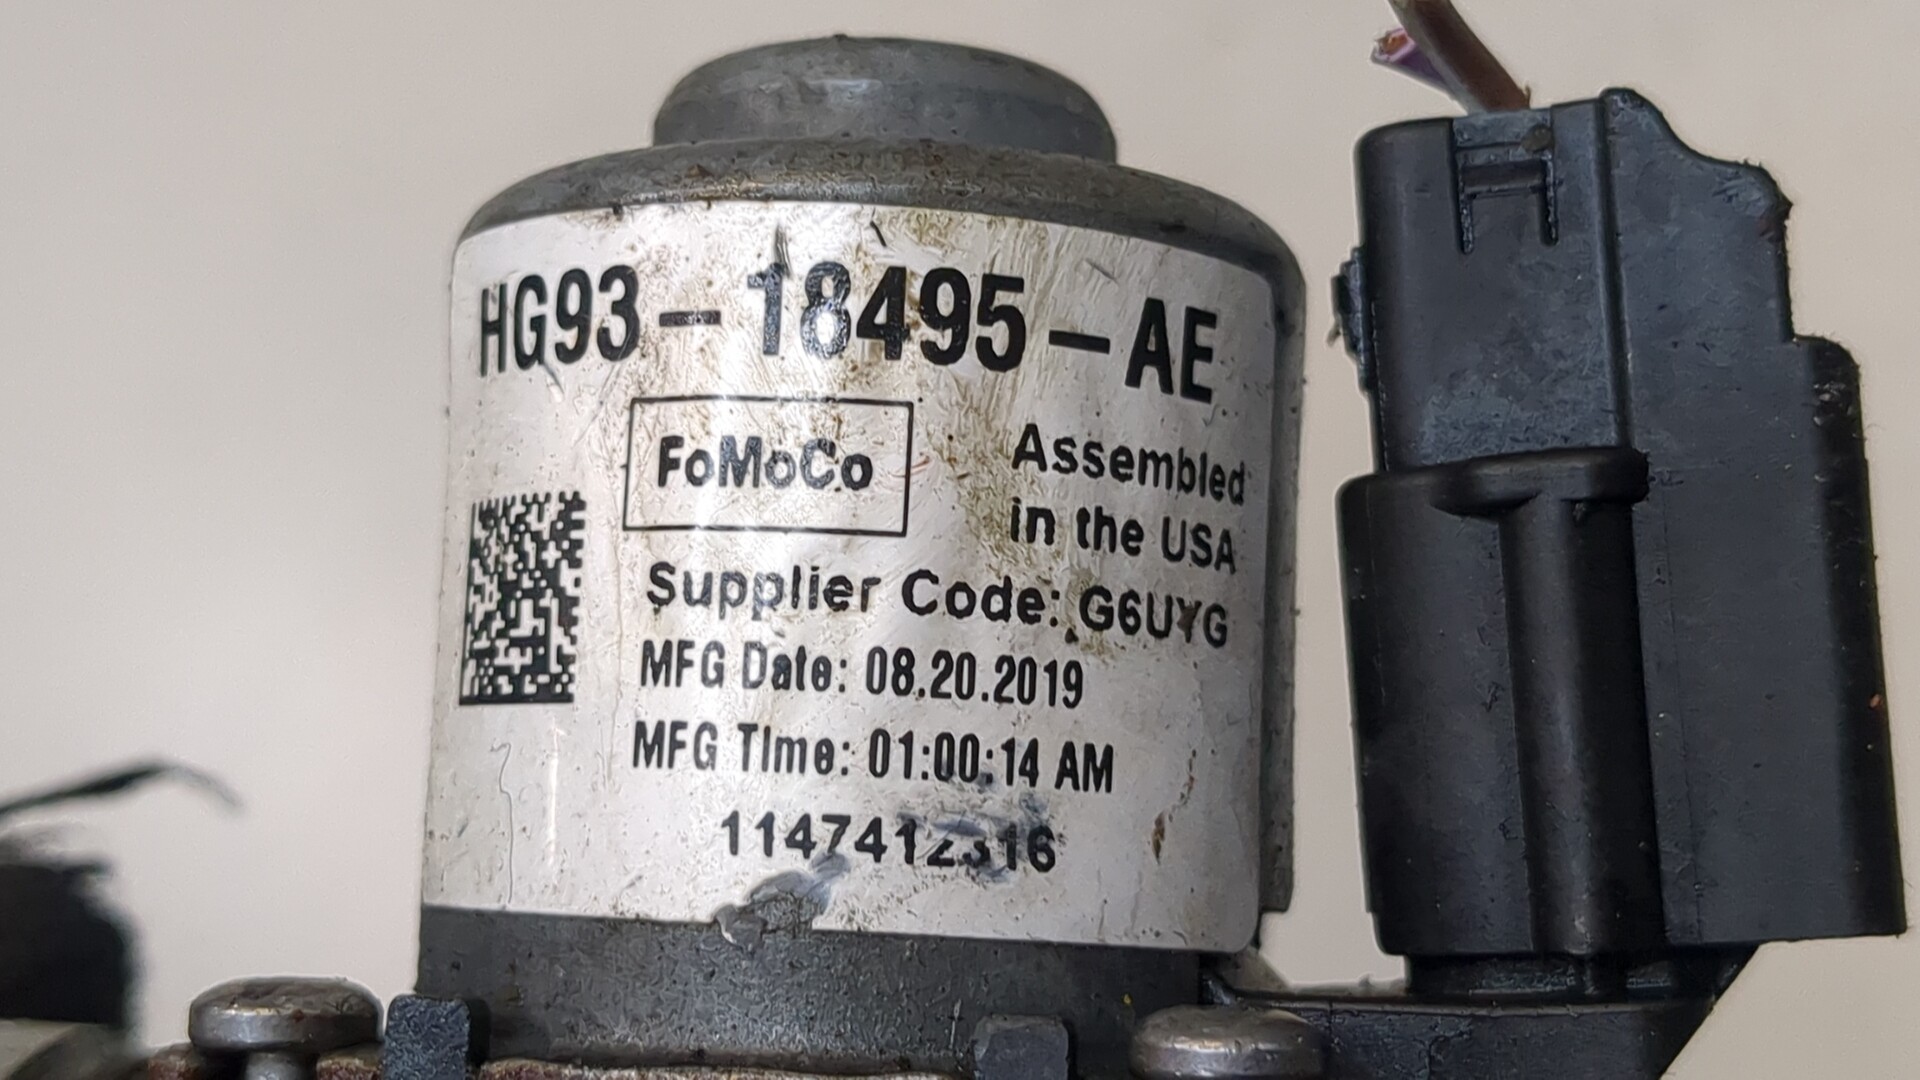 HG93-18495-AE
FoMoCo
Assembled
in the USA
Supplier Code: G6UYG
MFG Date: 08.20.2019
MFG Time: 01:00:14 AM
1147412316